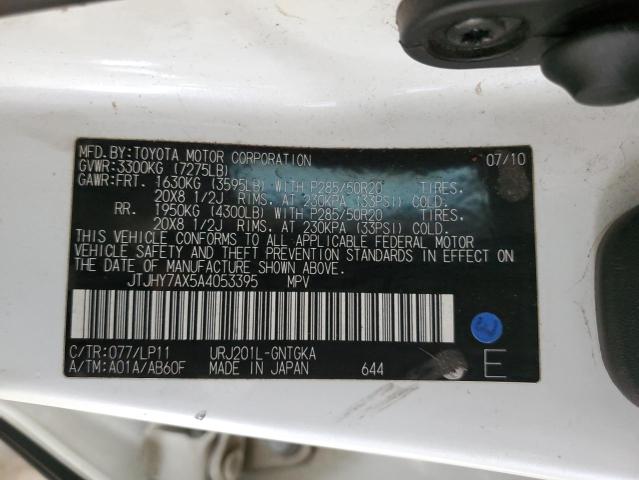 MFD.BY:TOYOTA MOTOR CORPORATION 07/10
GVWR:3300KG (7275LB)
GAWR:FRT. 1630KG (3595LB) WITH P285/50R20 TIRES.
20X8 1/2J RIMS. AT 230KPA (33PSI) COLD.
RR. 1950KG (4300LB) WITH P285/50R20 TIRES.
20X8 1/2J RIMS. AT 230KPA (33PSI) COLD.
THIS VEHICLE CONFORMS TO ALL APPLICABLE FEDERAL MOTOR
VEHICLE SAFETY AND THEFT PREVENTION STANDARDS IN EFFECT ON
THE DATE OF MANUFACTURE SHOWN ABOVE.
JTJHY7AX5A4053395 MPV
C/TR:077/LP11 URJ201L-GNTGKA
A/TM:A01A/AB60F MADE IN JAPAN 644 E